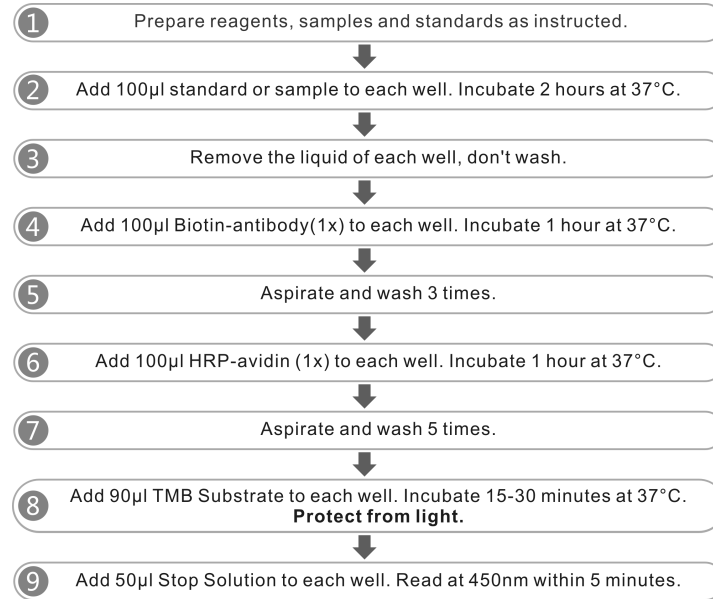 1 Prepare reagents, samples and standards as instructed.
2 Add 100μl standard or sample to each well. Incubate 2 hours at 37°C.
3 Remove the liquid of each well, don't wash.
4 Add 100μl Biotin-antibody(1x) to each well. Incubate 1 hour at 37°C.
5 Aspirate and wash 3 times.
6 Add 100μl HRP-avidin (1x) to each well. Incubate 1 hour at 37°C.
7 Aspirate and wash 5 times.
8 Add 90μl TMB Substrate to each well. Incubate 15-30 minutes at 37°C.
Protect from light.
9 Add 50μl Stop Solution to each well. Read at 450nm within 5 minutes.